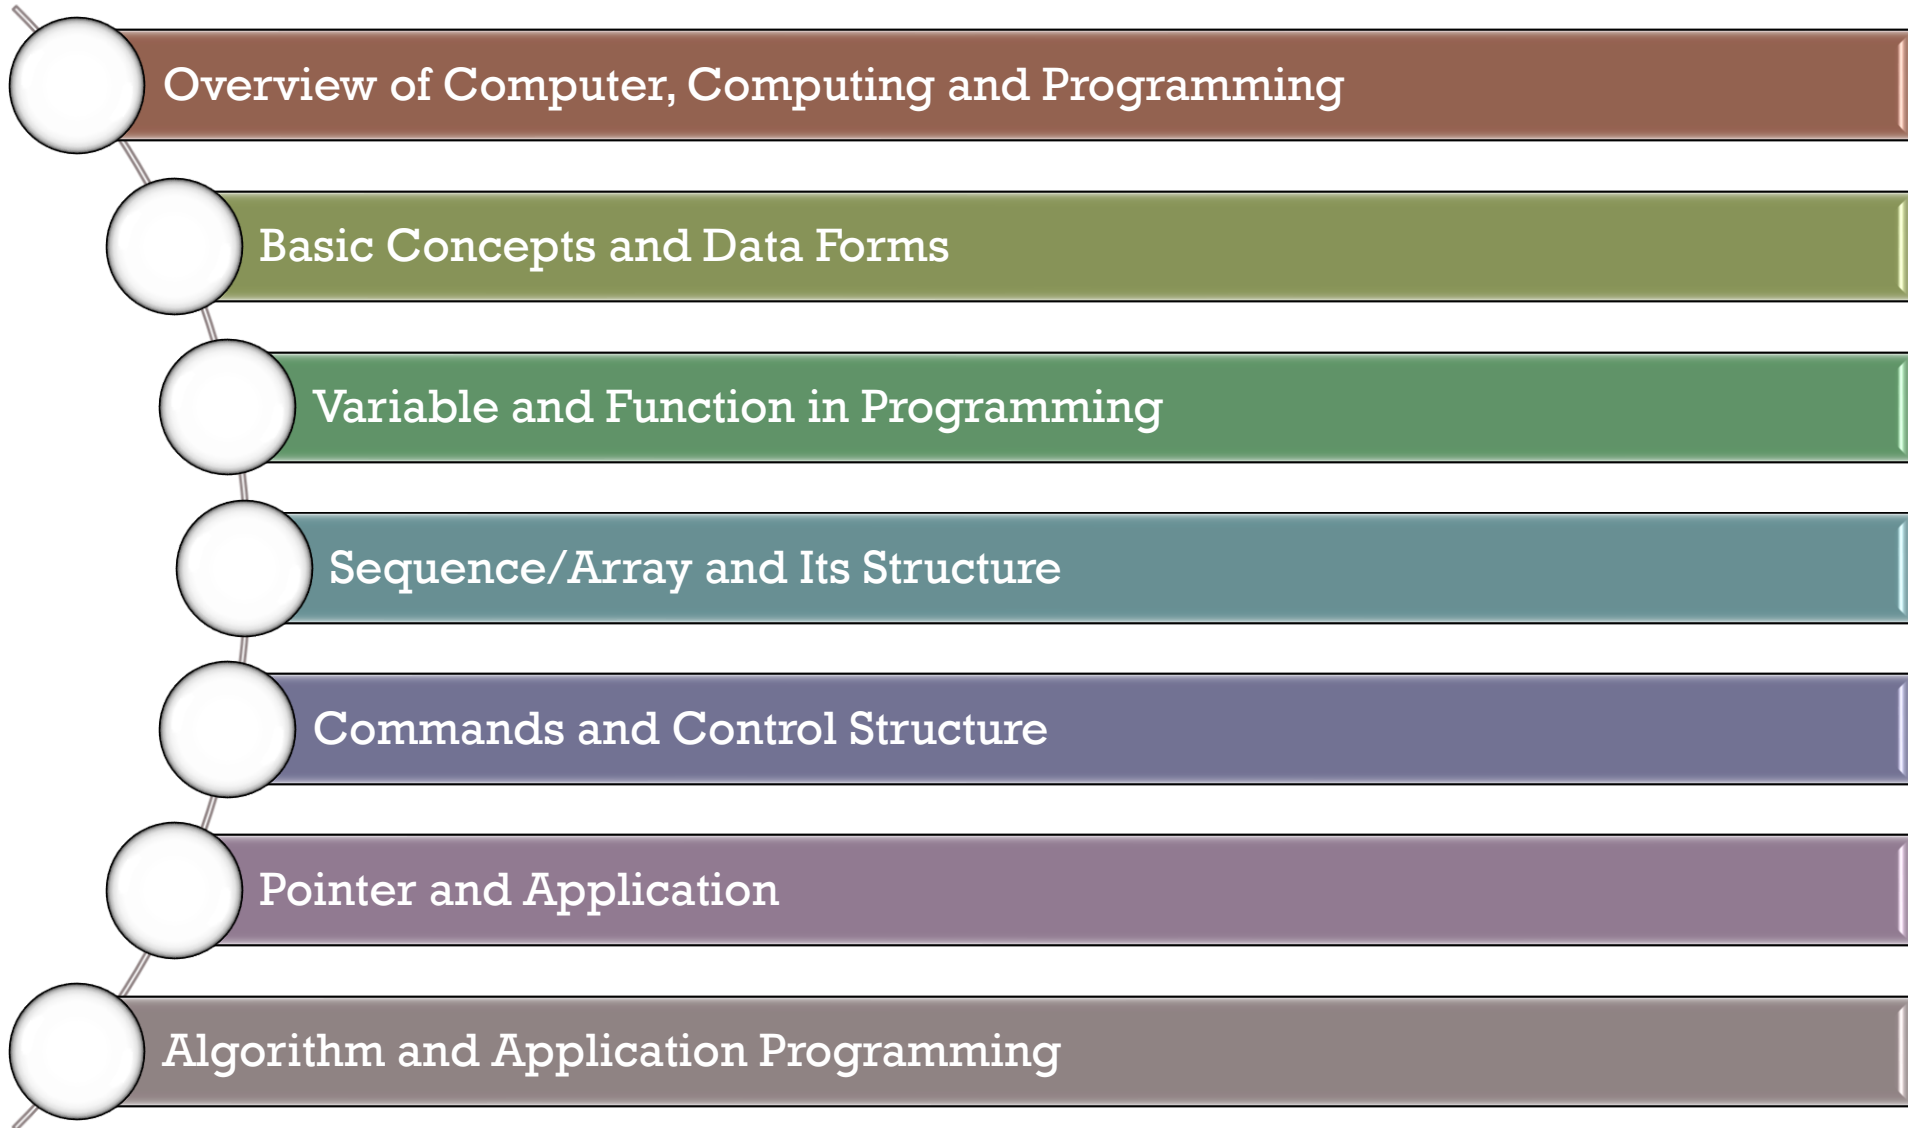 Overview of Computer, Computing and Programming
Basic Concepts and Data Forms
Variable and Function in Programming
Sequence/Array and Its Structure
Commands and Control Structure
Pointer and Application
Algorithm and Application Programming